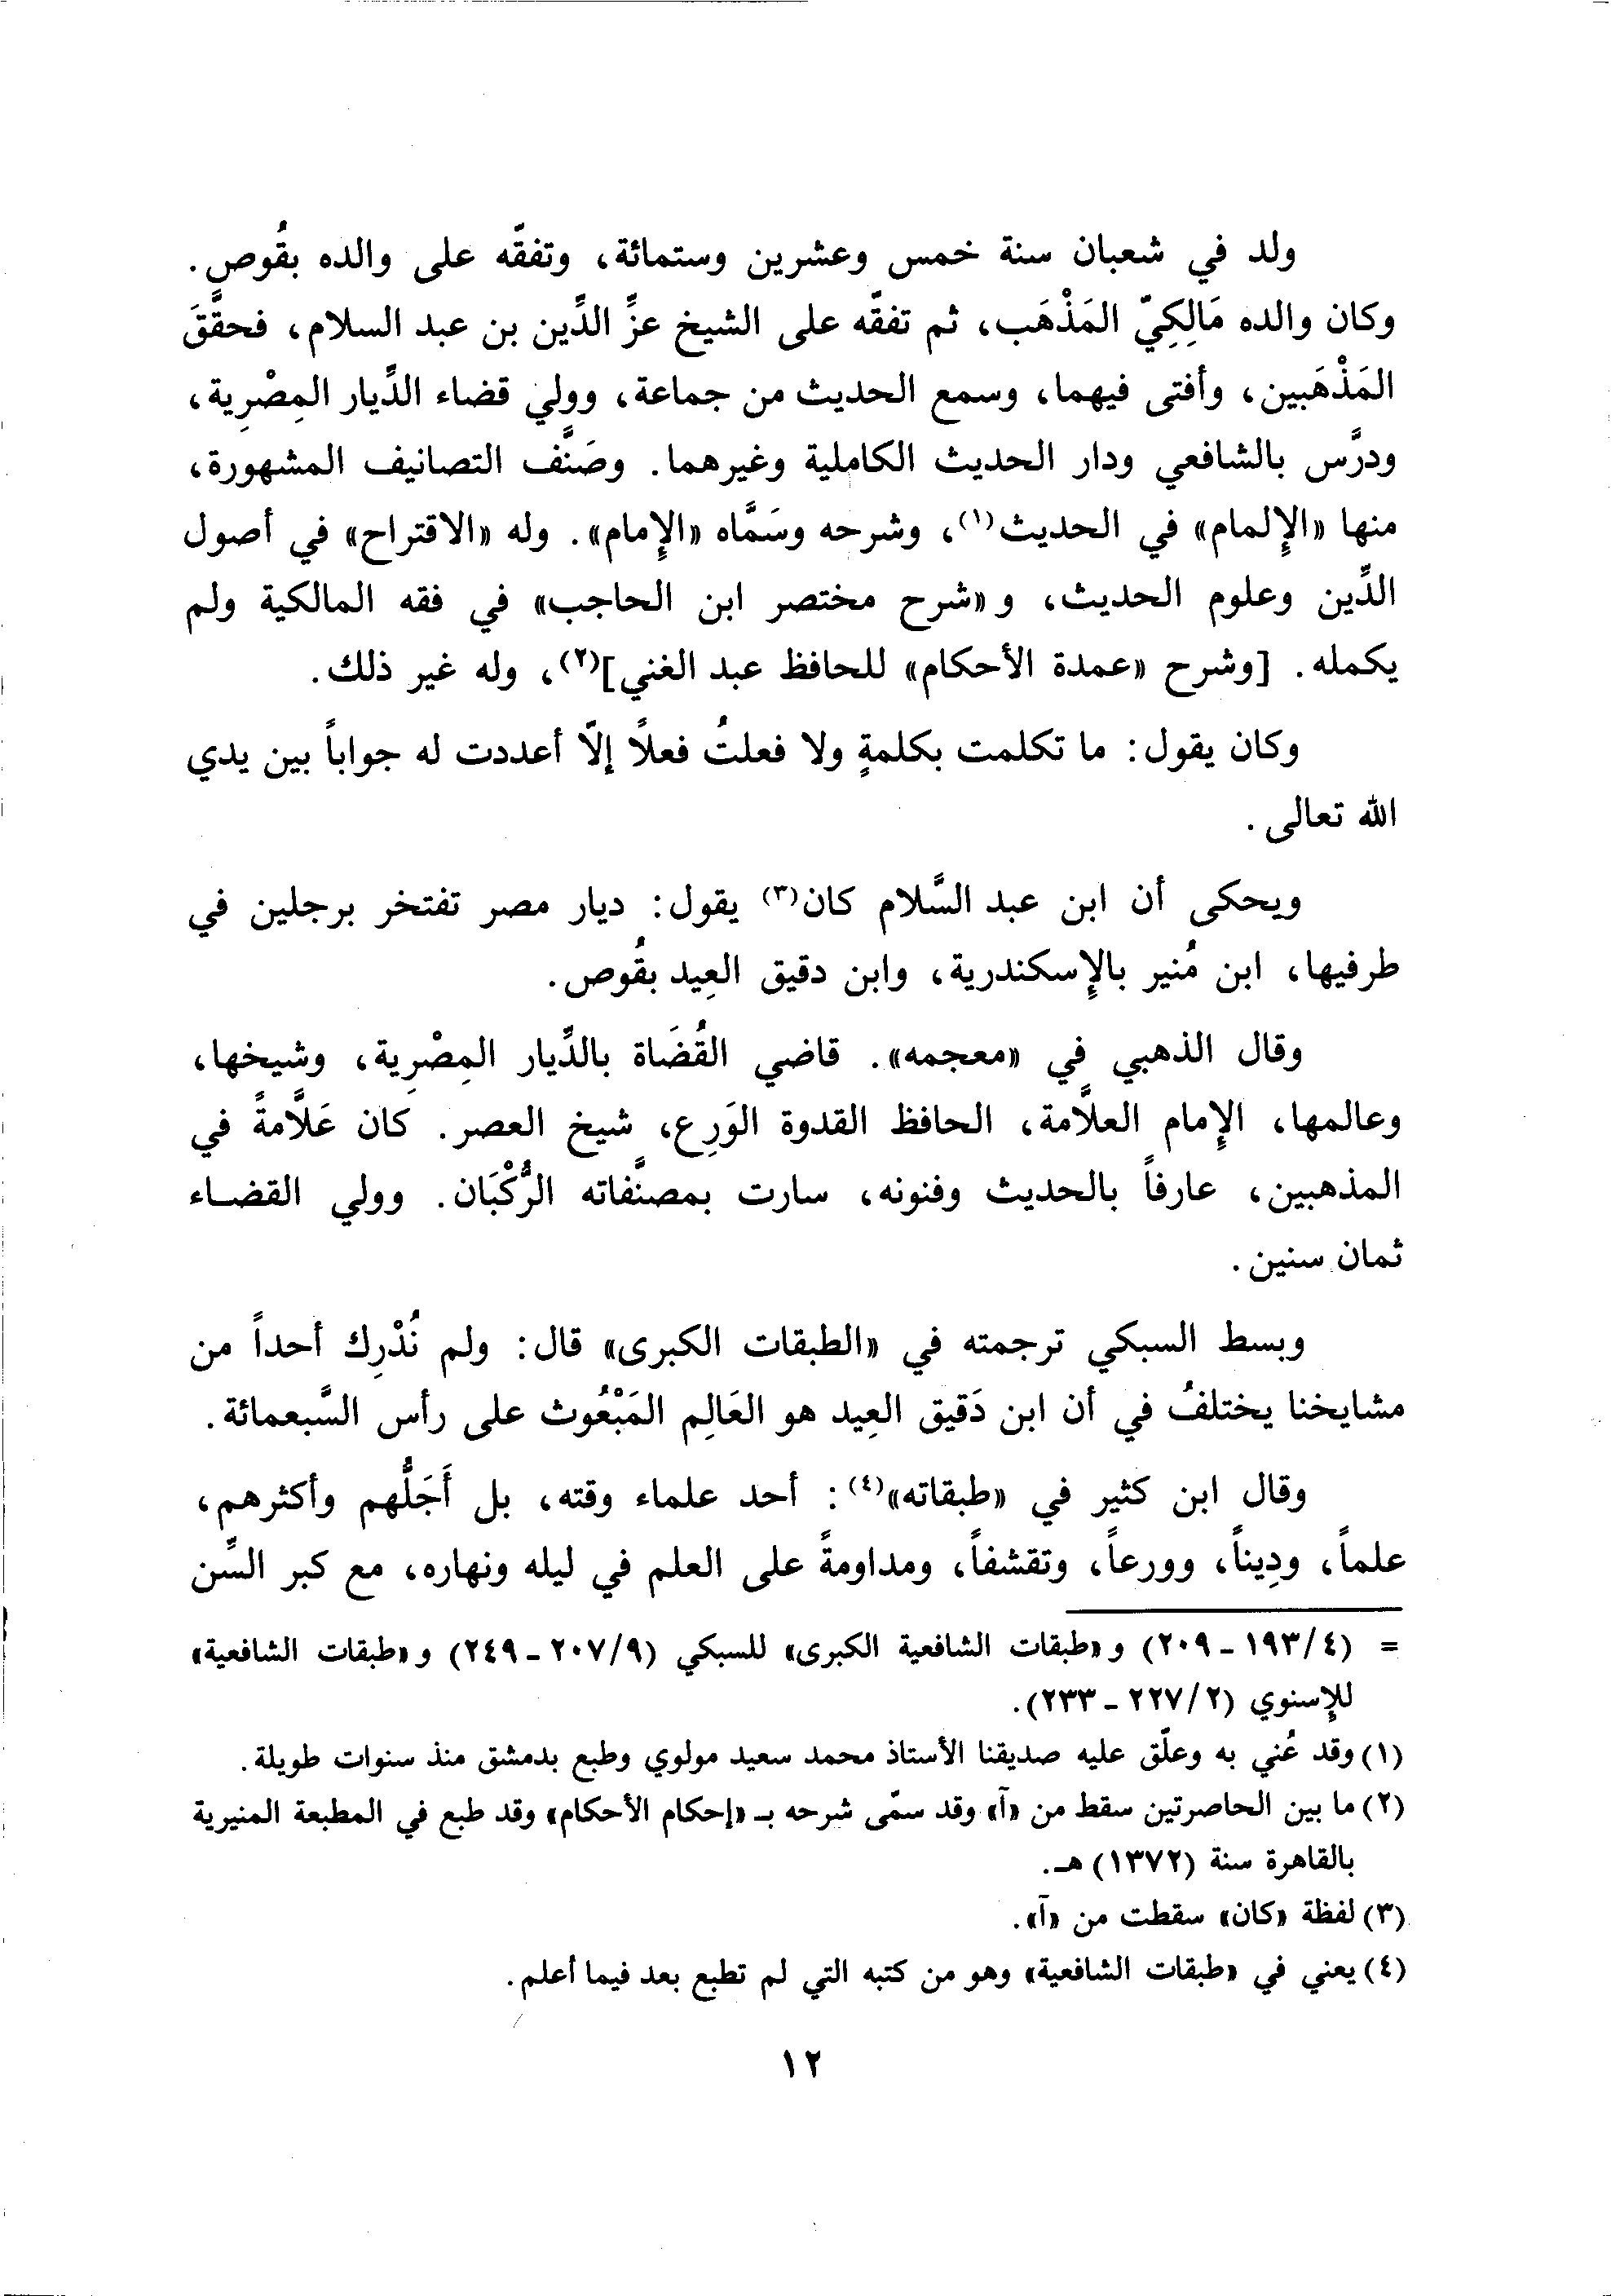 ولد في شعبان سنة خمس وعشرين وستمائة، وتفقّه على والده بقُوص.
وكان والده مَالِكِيّ المَذْهَب، ثم تفقّه على الشيخ عزِّ الدِّين بن عبد السلام، فحقَّقَ
المَذْهَبين، وأفتى فيهما، وسمع الحديث من جماعة، وولي قضاء الدِّيار المِصْرِية،
ودرَّس بالشافعي ودار الحديث الكاملية وغيرهما. وصَنَّف التصانيف المشهورة،
منها «الإلمام» في الحديث(١)، وشرحه وسَمَّاه «الإمام». وله «الاقتراح» في أصول
الدِّين وعلوم الحديث، و«شرح مختصر ابن الحاجب» في فقه المالكية ولم
يكمله. [وشرح «عمدة الأحكام» للحافظ عبد الغني](٢)، وله غير ذلك.
وكان يقول: ما تكلمت بكلمةٍ ولا فعلتُ فعلاً إلّا أعددت له جواباً بين يدي
الله تعالى.
ويحكى أن ابن عبد السَّلام كان(٣) يقول: ديار مصر تفتخر برجلين في
طرفيها، ابن مُنير بالإسكندرية، وابن دقيق العِيد بقُوص.
وقال الذهبي في «معجمه». قاضي القُضَاة بالدِّيار المِصْرِية، وشيخها،
وعالمها، الإمام العلاَّمة، الحافظ القدوة الوَرِع، شيخ العصر. كان عَلاَّمةً في
المذهبين، عارفاً بالحديث وفنونه، سارت بمصنَّفاته الرُّكْبَان. وولي القضاء
ثمان سنين.
وبسط السبكي ترجمته في «الطبقات الكبرى» قال: ولم نُدْرِك أحداً من
مشايخنا يختلفُ في أن ابن دَقيق العِيد هو العَالِم المَبْعُوث على رأس السَّبعمائة.
وقال ابن كثير في «طبقاته»(٤): أحد علماء وقته، بل أَجَلُّهم وأكثرهم،
علماً، ودِيناً، وورعاً، وتقشفاً، ومداومةً على العلم في ليله ونهاره، مع كبر السِّن
= (٤/ ١٩٣ - ٢٠٩) و«طبقات الشافعية الكبرى» للسبكي (٩/ ٢٠٧ - ٢٤٩) و«طبقات الشافعية»
للإسنوي (٢/ ٢٢٧ - ٢٣٣).
(١) وقد عُني به وعلّق عليه صديقنا الأستاذ محمد سعيد مولوي وطبع بدمشق منذ سنوات طويلة.
(٢) ما بين الحاصرتين سقط من «آ» وقد سمّى شرحه بـ «إحكام الأحكام» وقد طبع في المطبعة المنيرية
بالقاهرة سنة (١٣٧٢) هـ.
(٣) لفظة «كان» سقطت من «آ».
(٤) يعني في «طبقات الشافعية» وهو من كتبه التي لم تطبع بعد فيما أعلم.
١٢